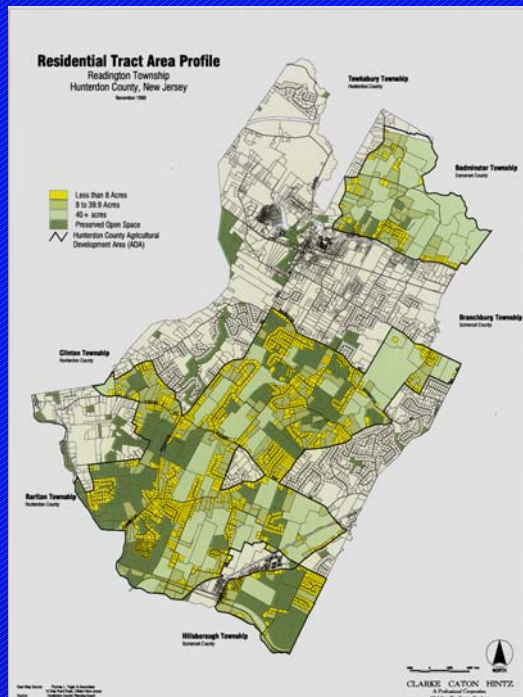 Residential Tract Area Profile
Readington Township
Hunterdon County, New Jersey
November 1998
Tewksbury Township
Hunterdon County
Bedminster Township
Somerset County
Less than 8 Acres
8 to 39.9 Acres
40+ acres
Preserved Open Space
Hunterdon County Agricultural
Development Area (ADA)
Branchburg Township
Somerset County
Clinton Township
Hunterdon County
Raritan Township
Hunterdon County
Hillsborough Township
Somerset County
NORTH
CLARKE CATON HINTZ
A Professional Corporation